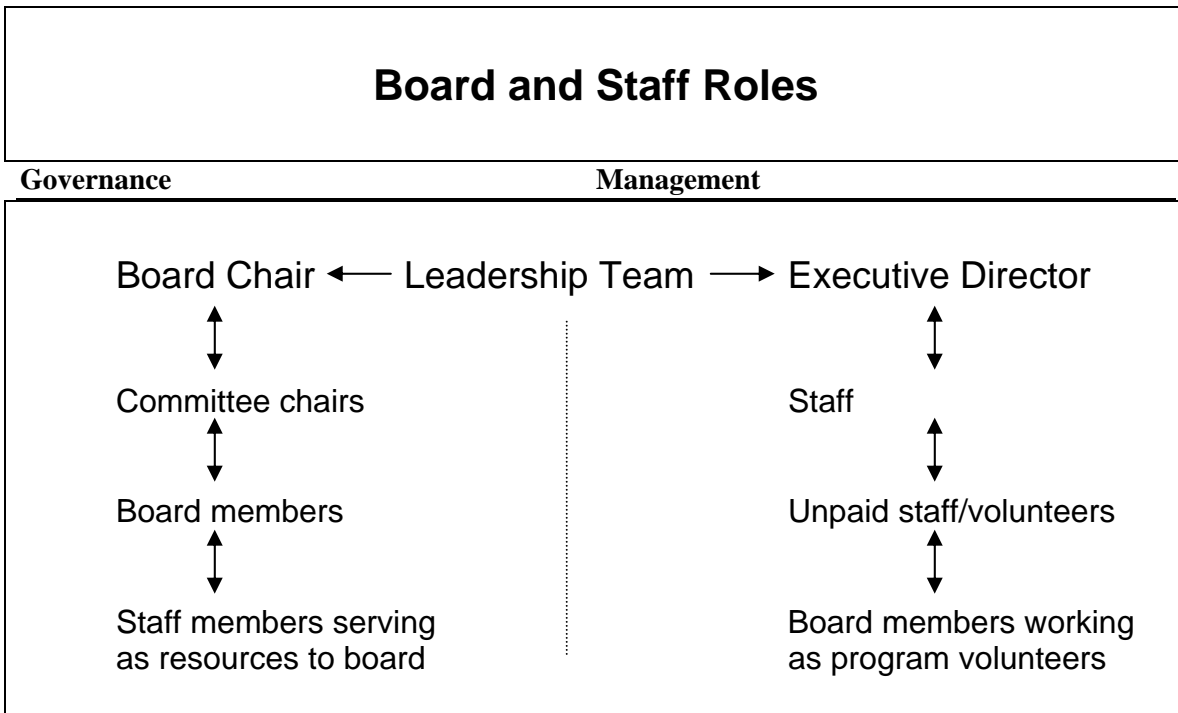 Board and Staff Roles
Governance Management
Board Chair Leadership Team Executive Director
Committee chairs Staff
Board members Unpaid staff/volunteers
Staff members serving Board members working
as resources to board as program volunteers